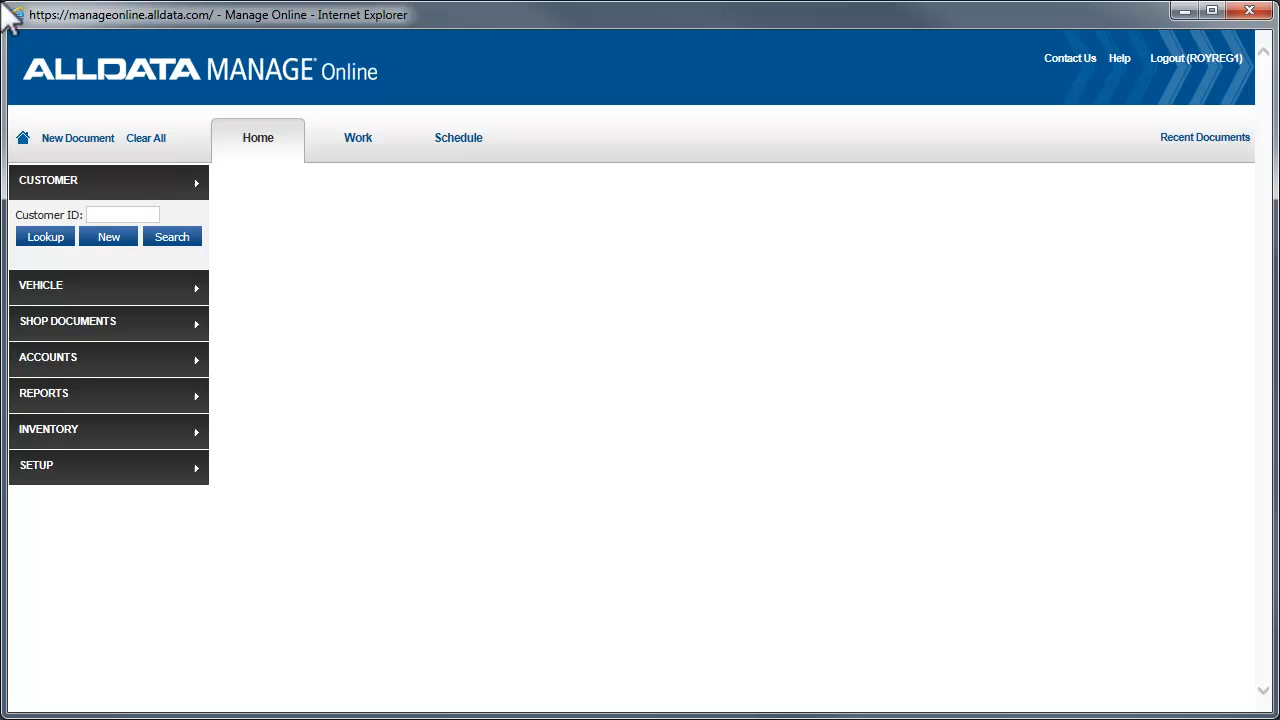 https://manageonline.alldata.com/ - Manage Online - Internet Explorer
ALLDATA MANAGE® Online
Contact Us Help Logout (ROYREG1)
New Document Clear All Home Work Schedule Recent Documents
CUSTOMER
Customer ID:
Lookup New Search
VEHICLE
SHOP DOCUMENTS
ACCOUNTS
REPORTS
INVENTORY
SETUP